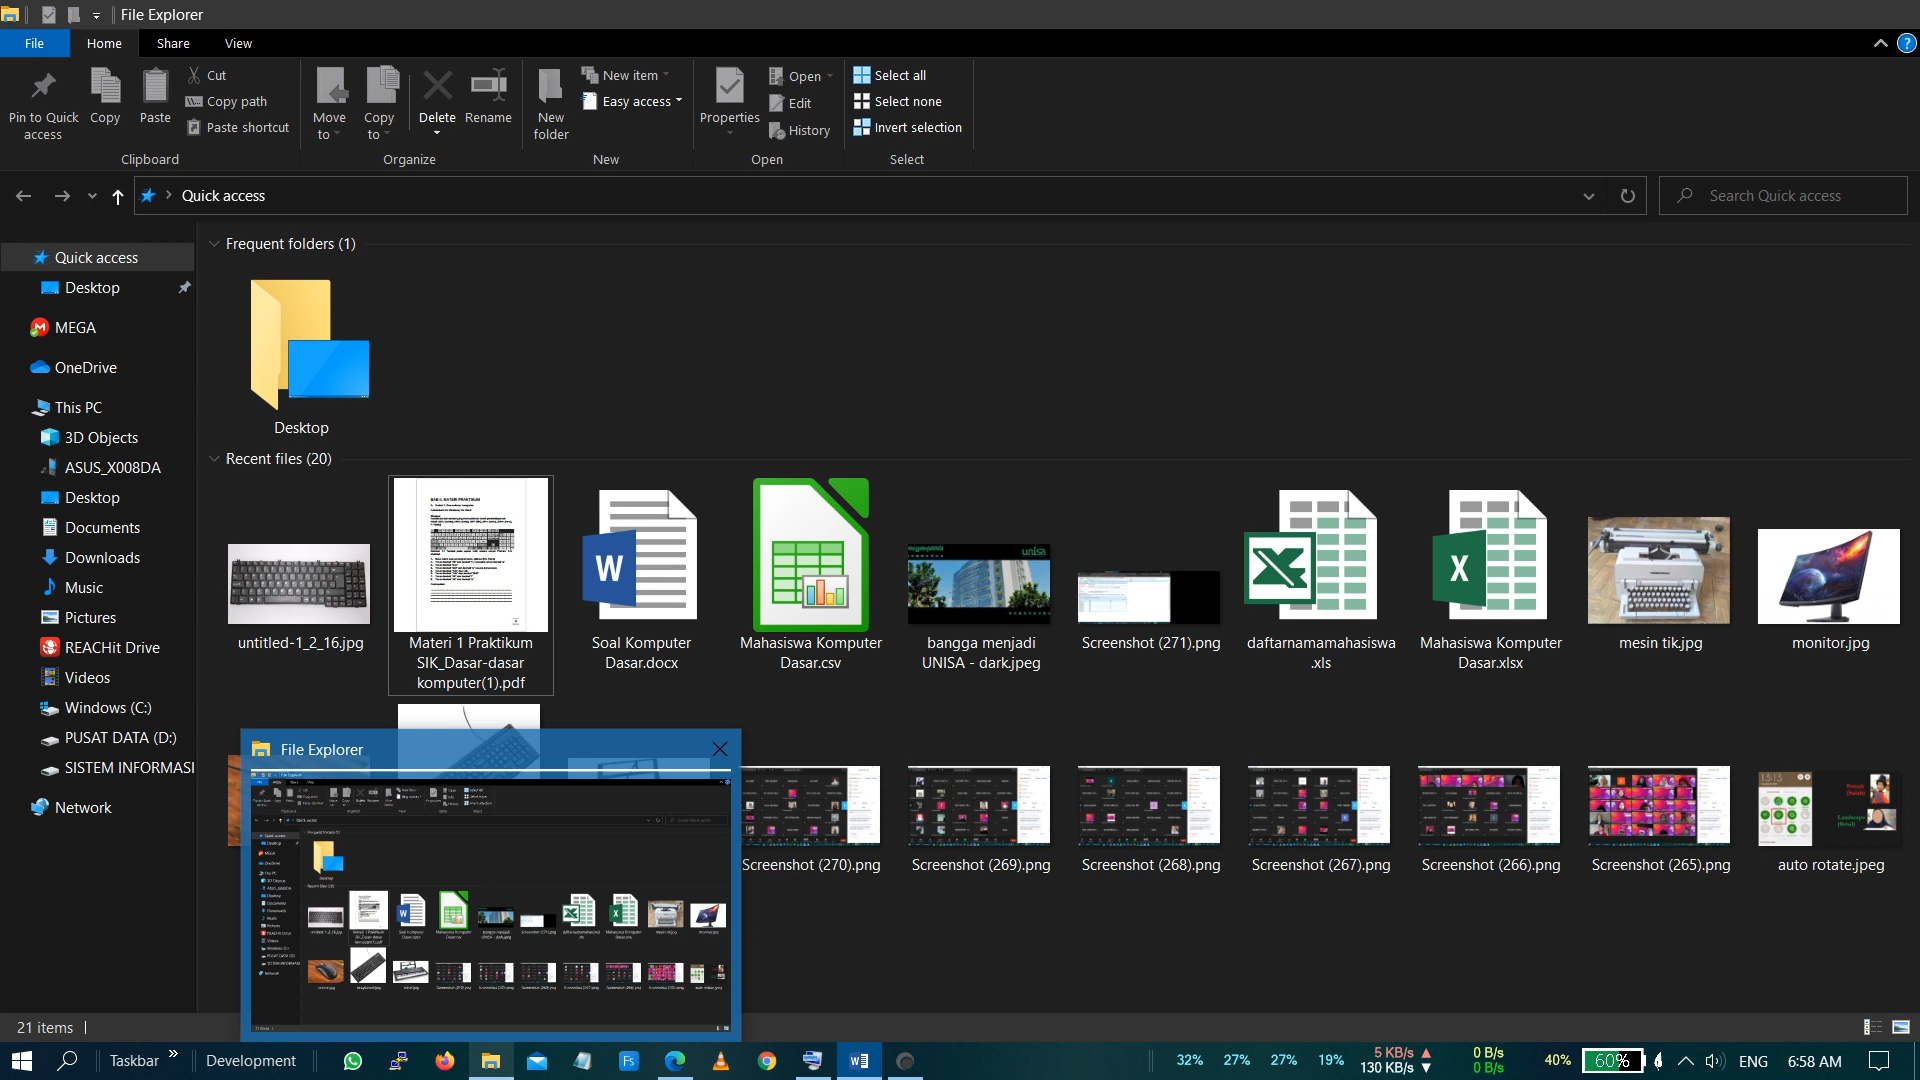 File Explorer
File
Home
Share
View
Pin to Quick access
Copy
Paste
Cut
Copy path
Paste shortcut
Clipboard
Move to
Copy to
Delete
Rename
Organize
New folder
New item
Easy access
New
Properties
Open
Edit
History
Open
Select all
Select none
Invert selection
Select
Quick access
Search Quick access
Quick access
Desktop
MEGA
OneDrive
This PC
3D Objects
ASUS_X008DA
Desktop
Documents
Downloads
Music
Pictures
REACHit Drive
Videos
Windows (C:)
PUSAT DATA (D:)
SISTEM INFORMASI
Network
Frequent folders (1)
Desktop
Recent files (20)
untitled-1_2_16.jpg
Materi 1 Praktikum
SIK_Dasar-dasar
komputer(1).pdf
Soal Komputer
Dasar.docx
Mahasiswa Komputer
Dasar.csv
bangga menjadi
UNISA - dark.jpeg
Screenshot (271).png
daftarnamamahasiswa
.xls
Mahasiswa Komputer
Dasar.xlsx
mesin tik.jpg
monitor.jpg
Screenshot (270).png
Screenshot (269).png
Screenshot (268).png
Screenshot (267).png
Screenshot (266).png
Screenshot (265).png
auto rotate.jpeg
File Explorer
21 items
Taskbar
Development
32%
27%
27%
19%
5 KB/s
130 KB/s
0 B/s
0 B/s
40%
60%
ENG
6:58 AM